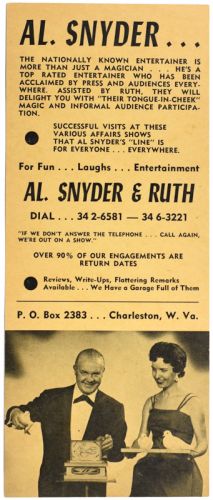 AL. SNYDER . . .
THE NATIONALLY KNOWN ENTERTAINER IS
MORE THAN JUST A MAGICIAN . . . HE'S A
TOP RATED ENTERTAINER WHO HAS BEEN
ACCLAIMED BY PRESS AND AUDIENCES EVERY-
WHERE. ASSISTED BY RUTH, THEY WILL
DELIGHT YOU WITH "THEIR TONGUE-IN-CHEEK"
MAGIC AND INFORMAL AUDIENCE PARTICIPA-
TION.
SUCCESSFUL VISITS AT THESE
VARIOUS AFFAIRS SHOWS
THAT AL SNYDER'S "LINE" IS
FOR EVERYONE . . . EVERYWHERE.
For Fun . . . Laughs . . . Entertainment
AL. SNYDER & RUTH
DIAL . . . 34 2-6581 — 34 6-3221
"IF WE DON'T ANSWER THE TELEPHONE . . . CALL AGAIN,
WE'RE OUT ON A SHOW."
OVER 90% OF OUR ENGAGEMENTS ARE
RETURN DATES
Reviews, Write-Ups, Flattering Remarks
Available . . . We Have a Garage Full of Them
P. O. Box 2383 . . . Charleston, W. Va.